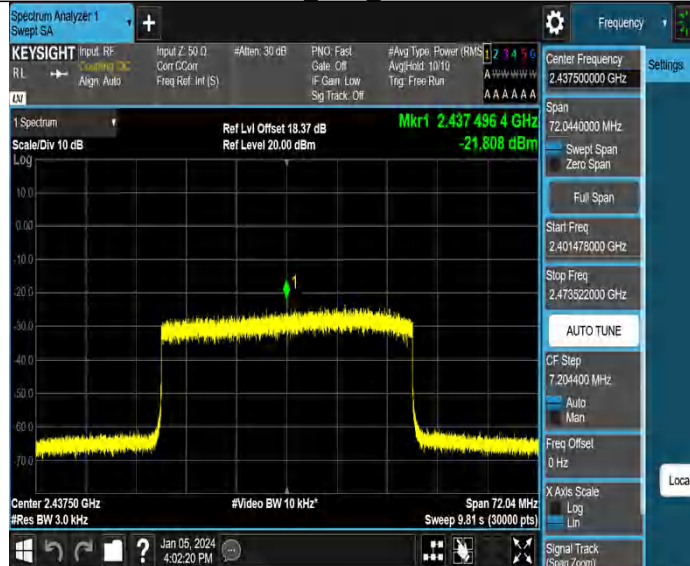 Spectrum Analyzer 1
Swept SA
Frequency
KEYSIGHT
RL
Input: RF
Coupling: DC
Align: Auto
Input Z: 50 Ω
Corr CCorr
Freq Ref: Int (S)
#Atten: 30 dB
PNO: Fast
Gate: Off
IF Gain: Low
Sig Track: Off
#Avg Type: Power (RMS
Avg|Hold: 10/10
Trig: Free Run
1 2 3 4 5 6
A W W W W W
A A A A A A
LXI
1 Spectrum
Scale/Div 10 dB
Ref Lvl Offset 18.37 dB
Ref Level 20.00 dBm
Mkr1 2.437 496 4 GHz
-21.808 dBm
Log
10.0
0.00
-10.0
-20.0
-30.0
-40.0
-50.0
-60.0
-70.0
1
Center 2.43750 GHz
#Res BW 3.0 kHz
#Video BW 10 kHz*
Span 72.04 MHz
Sweep 9.81 s (30000 pts)
Jan 05, 2024
4:02:20 PM
Center Frequency
2.437500000 GHz
Settings
Span
72.0440000 MHz
Swept Span
Zero Span
Full Span
Start Freq
2.401478000 GHz
Stop Freq
2.473522000 GHz
AUTO TUNE
CF Step
7.204400 MHz
Auto
Man
Freq Offset
0 Hz
X Axis Scale
Log
Lin
Loca
Signal Track
(Span Zoom)